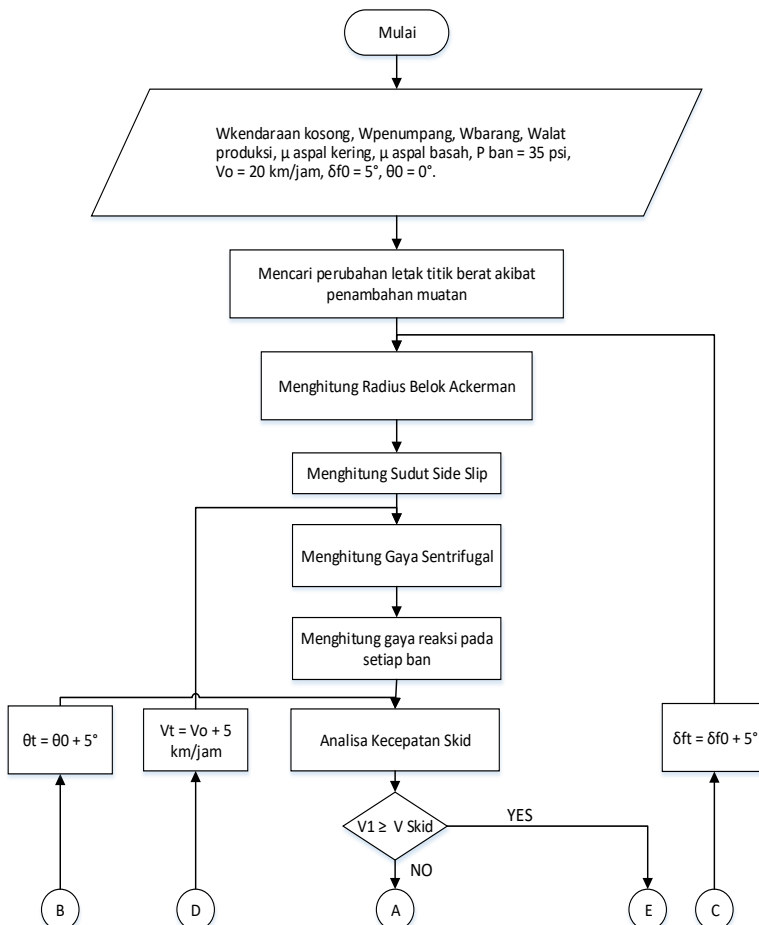 Mulai
Wkendaraan kosong, Wpenumpang, Wbarang, Walat
produksi, μ aspal kering, μ aspal basah, P ban = 35 psi,
Vo = 20 km/jam, δf0 = 5°, θ0 = 0°.
Mencari perubahan letak titik berat akibat
penambahan muatan
Menghitung Radius Belok Ackerman
Menghitung Sudut Side Slip
Menghitung Gaya Sentrifugal
Menghitung gaya reaksi pada
setiap ban
θt = θ0 + 5°
Vt = Vo + 5
km/jam
Analisa Kecepatan Skid
δft = δf0 + 5°
V1 ≥ V Skid
YES
NO
B
D
A
E
C